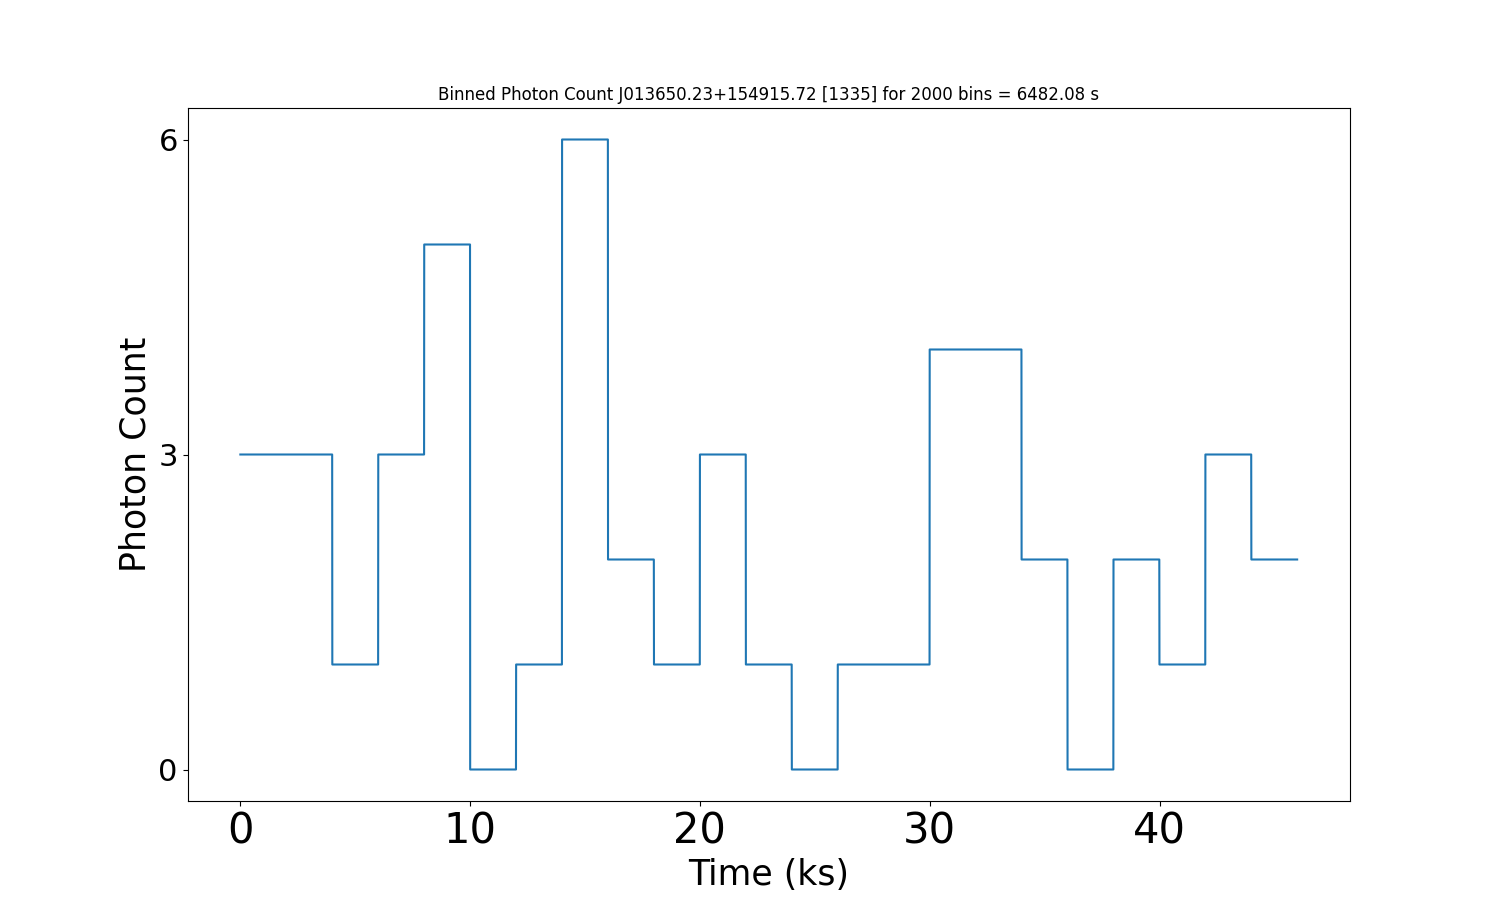 Binned Photon Count J013650.23+154915.72 [1335] for 2000 bins = 6482.08 s
6
3
0
Photon Count
0 10 20 30 40
Time (ks)